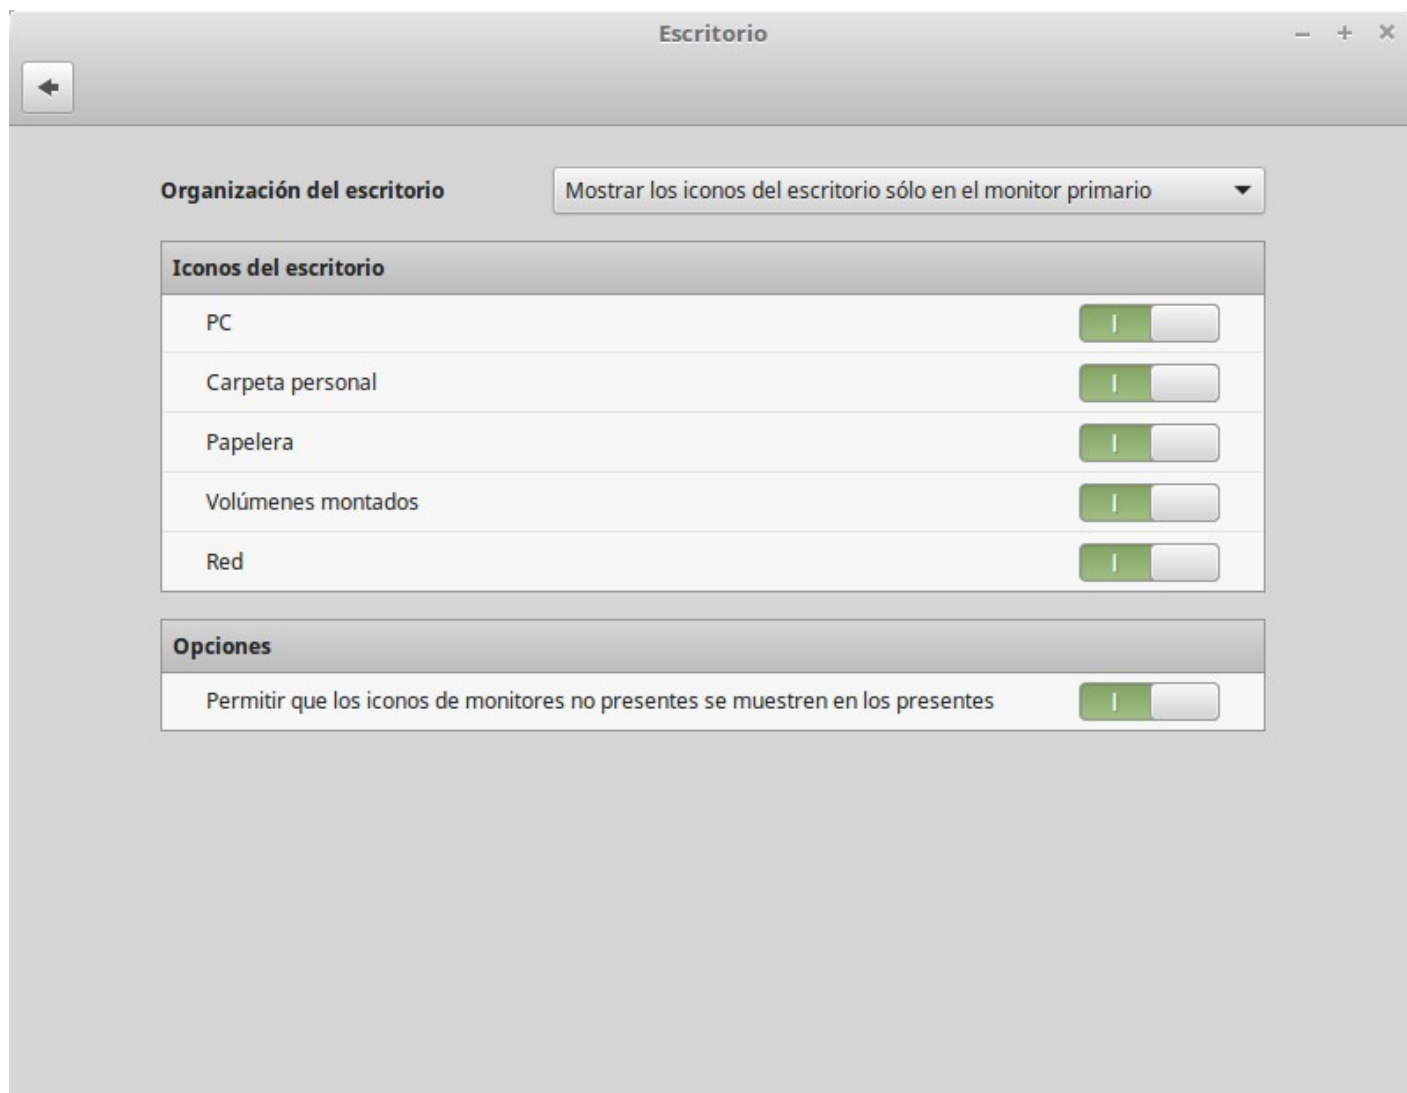 Escritorio
Organización del escritorio
Mostrar los iconos del escritorio sólo en el monitor primario
Iconos del escritorio
PC
Carpeta personal
Papelera
Volúmenes montados
Red
Opciones
Permitir que los iconos de monitores no presentes se muestren en los presentes